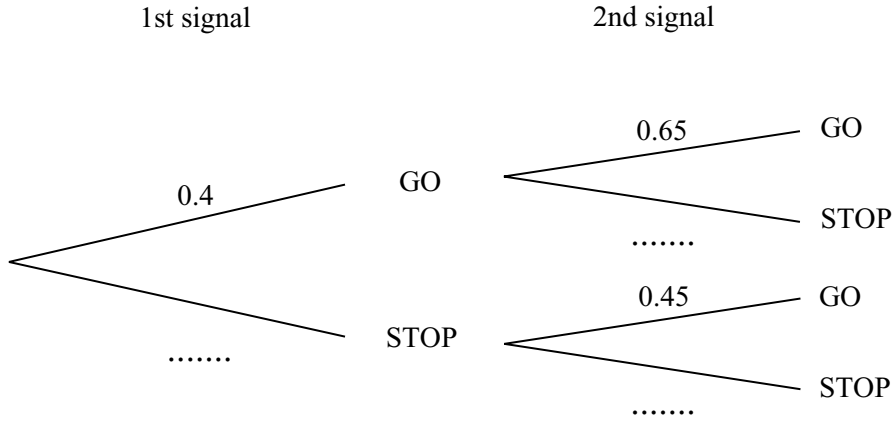 1st signal 2nd signal
0.65 GO
0.4 GO
STOP
.......
0.45 GO
STOP
.......
STOP
.......